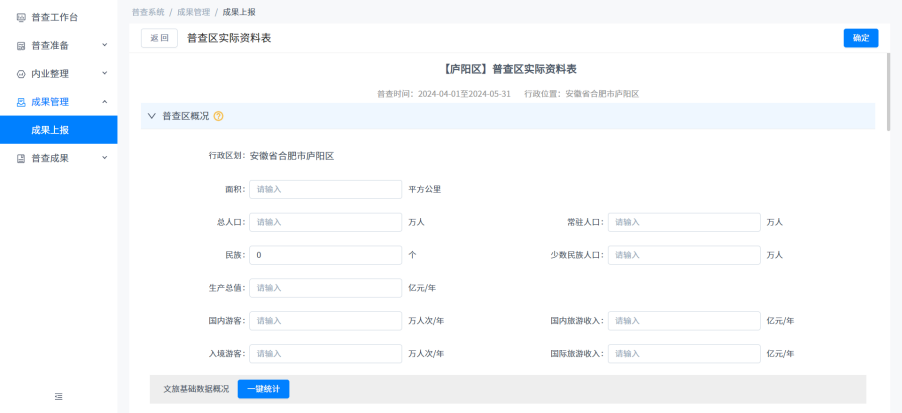 普查工作台
普查准备
内业整理
成果管理
成果上报
普查成果
普查系统 / 成果管理 / 成果上报
返回 普查区实际资料表 确定
【庐阳区】普查区实际资料表
普查时间：2024-04-01至2024-05-31 行政位置：安徽省合肥市庐阳区
普查区概况 ?
行政区划：安徽省合肥市庐阳区
面积： 请输入 平方公里
总人口： 请输入 万人 常驻人口： 请输入 万人
民族： 0 个 少数民族人口： 请输入 万人
生产总值： 请输入 亿元/年
国内游客： 请输入 万人次/年 国内旅游收入： 请输入 亿元/年
入境游客： 请输入 万人次/年 国际旅游收入： 请输入 亿元/年
文旅基础数据概况 一键统计